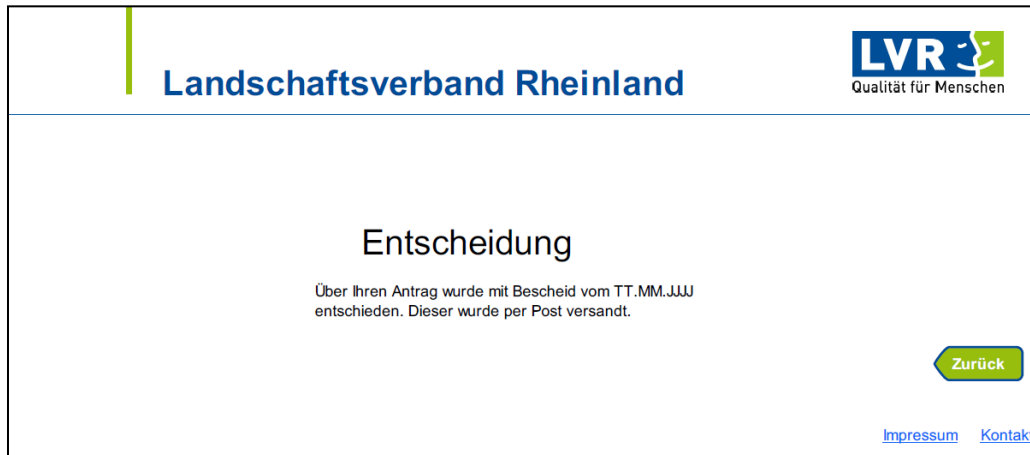 Landschaftsverband Rheinland
LVR
Qualität für Menschen
Entscheidung
Über Ihren Antrag wurde mit Bescheid vom TT.MM.JJJJ
entschieden. Dieser wurde per Post versandt.
Zurück
Impressum Kontakt